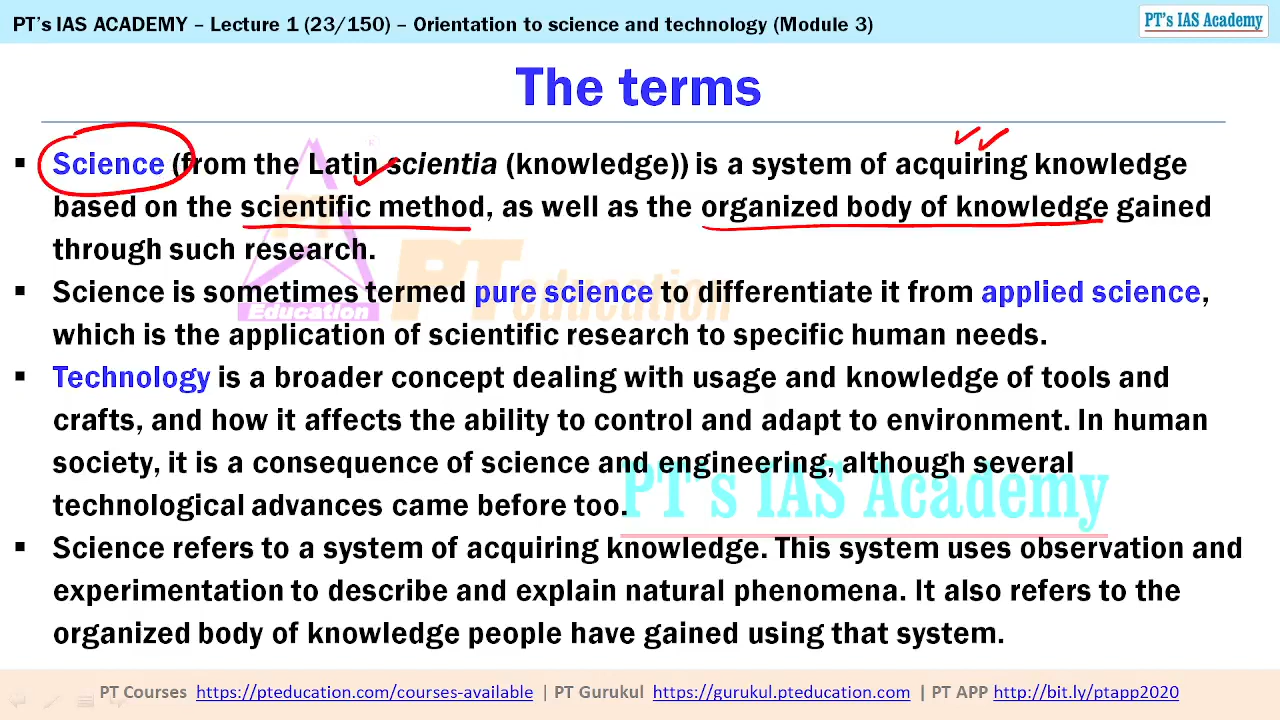 PT's IAS ACADEMY – Lecture 1 (23/150) – Orientation to science and technology (Module 3)
PT's IAS Academy
The terms
▪ Science (from the Latin scientia (knowledge)) is a system of acquiring knowledge
based on the scientific method, as well as the organized body of knowledge gained
through such research.
▪ Science is sometimes termed pure science to differentiate it from applied science,
which is the application of scientific research to specific human needs.
▪ Technology is a broader concept dealing with usage and knowledge of tools and
crafts, and how it affects the ability to control and adapt to environment. In human
society, it is a consequence of science and engineering, although several
technological advances came before too.
▪ Science refers to a system of acquiring knowledge. This system uses observation and
experimentation to describe and explain natural phenomena. It also refers to the
organized body of knowledge people have gained using that system.
PT education
Education
PT's IAS Academy
PT Courses https://pteducation.com/courses-available | PT Gurukul https://gurukul.pteducation.com | PT APP http://bit.ly/ptapp2020